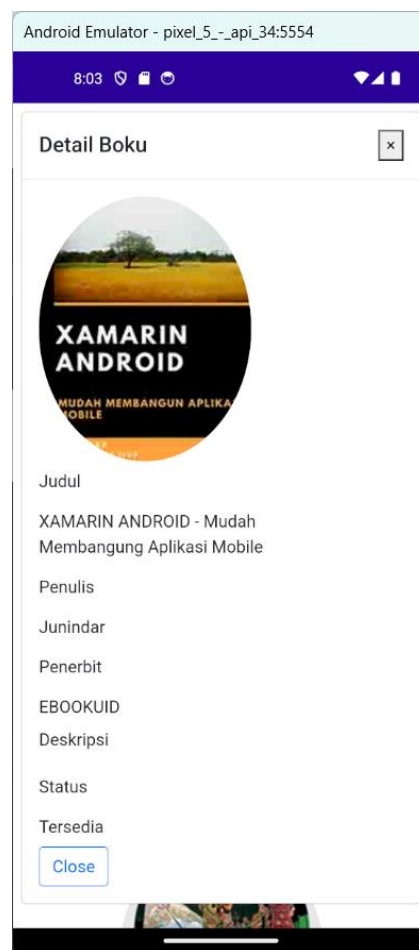 Android Emulator - pixel_5_-_api_34:5554
8:03
Detail Boku
×
XAMARIN
ANDROID
MUDAH MEMBANGUN APLIKA
MOBILE
Judul
XAMARIN ANDROID - Mudah
Membangung Aplikasi Mobile
Penulis
Junindar
Penerbit
EBOOKUID
Deskripsi
Status
Tersedia
Close